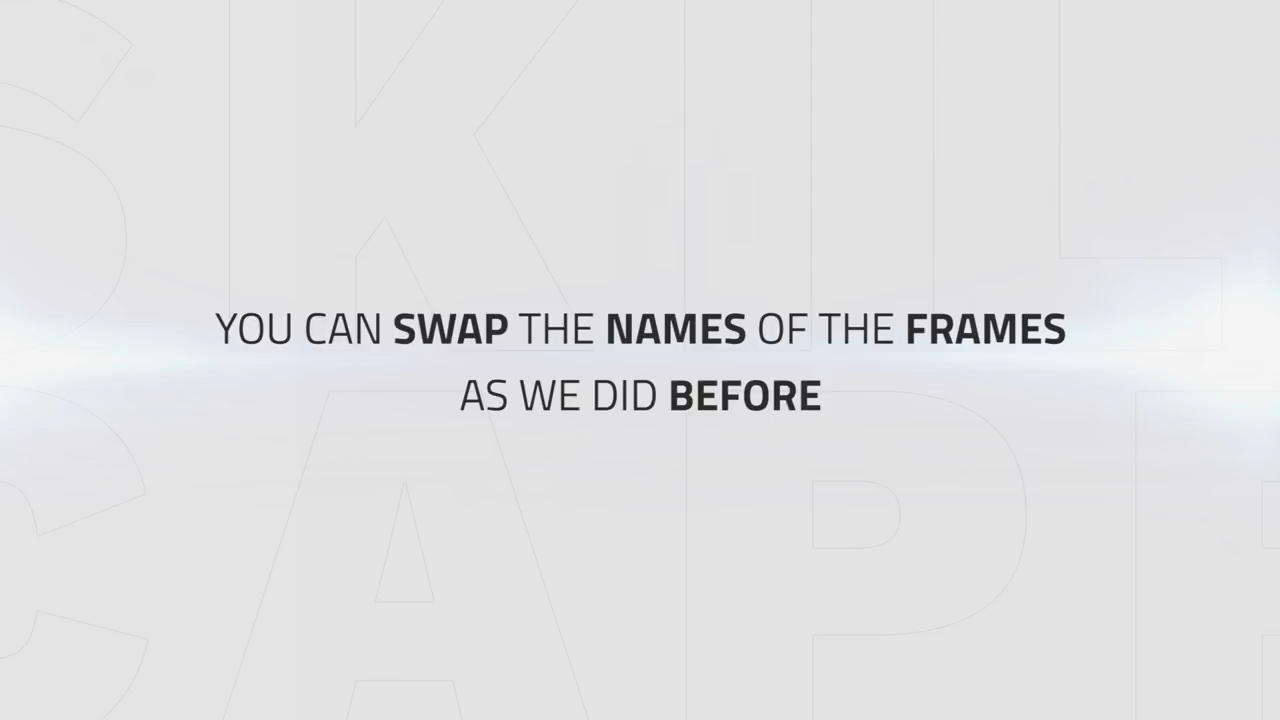 YOU CAN SWAP THE NAMES OF THE FRAMES
AS WE DID BEFORE